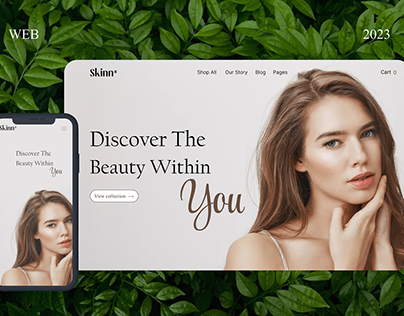 WEB
2023
Skinn*
Shop All Our Story Blog Pages
Cart 0
Discover The
Beauty Within
You
View collection →
Skinn*
Discover The
Beauty Within
You